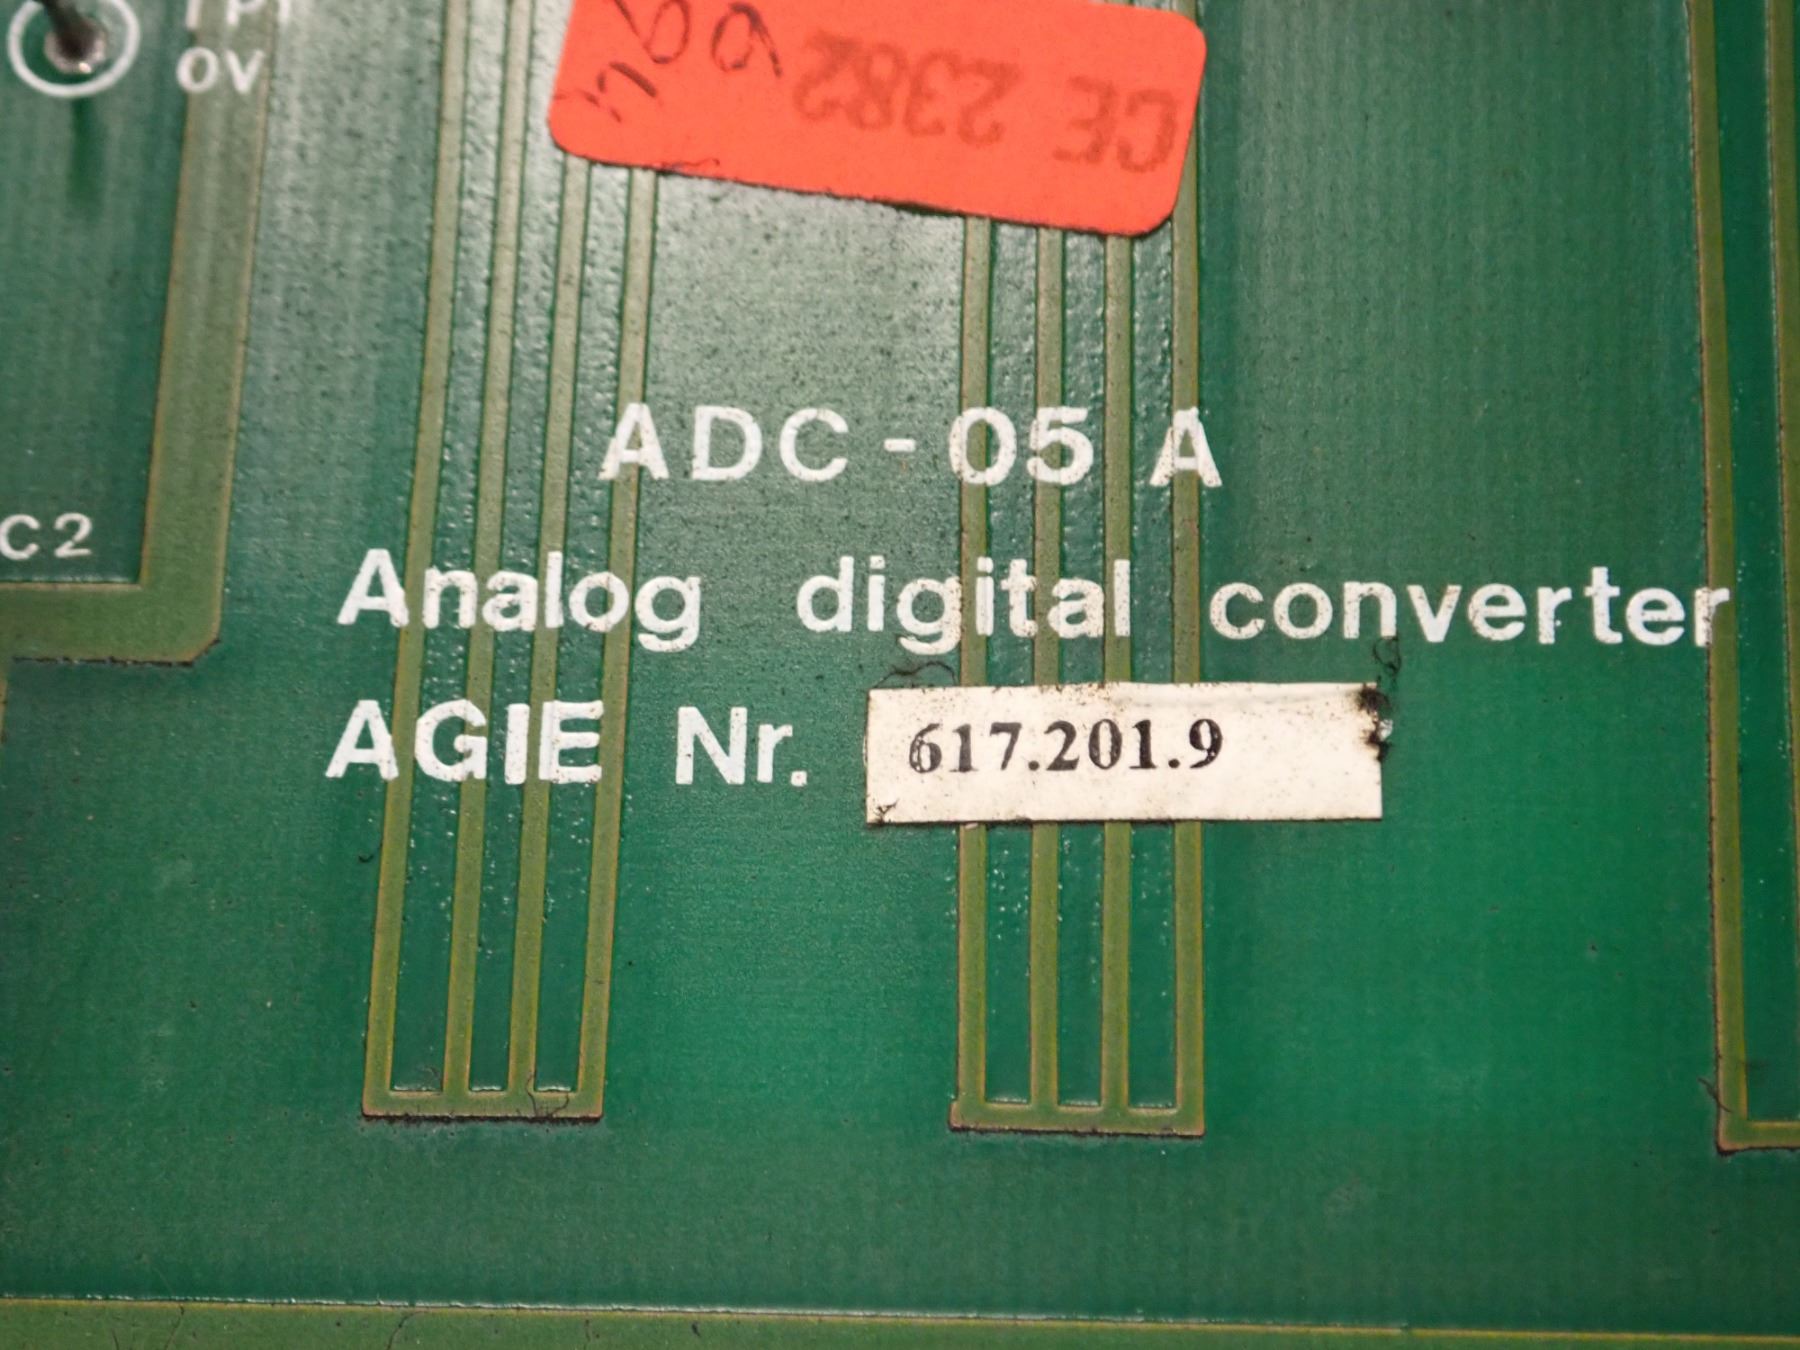 TP1
0V
CE 2382
C2
ADC - 05 A
Analog digital converter
AGIE Nr. 617.201.9